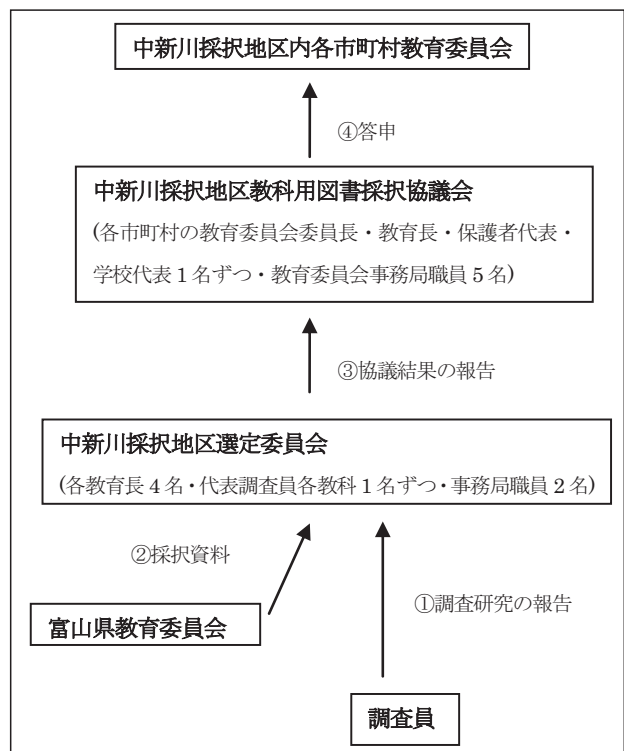 中新川採択地区内各市町村教育委員会
④答申
中新川採択地区教科用図書採択協議会
(各市町村の教育委員会委員長・教育長・保護者代表・
学校代表 1 名ずつ・教育委員会事務局職員 5 名)
③協議結果の報告
中新川採択地区選定委員会
(各教育長 4 名・代表調査員各教科 1 名ずつ・事務局職員 2 名)
②採択資料
①調査研究の報告
富山県教育委員会
調査員